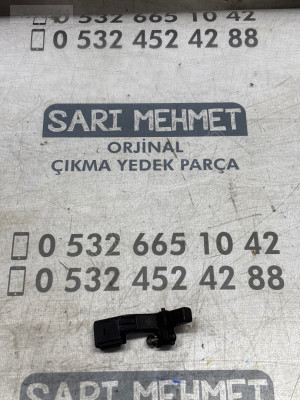 0 532 665 10 42
0 532 452 42 88
SARI MEHMET
ORJİNAL
ÇIKMA YEDEK PARÇA
0 532 665 10 42
0 532 452 42 88
SARI MEHMET